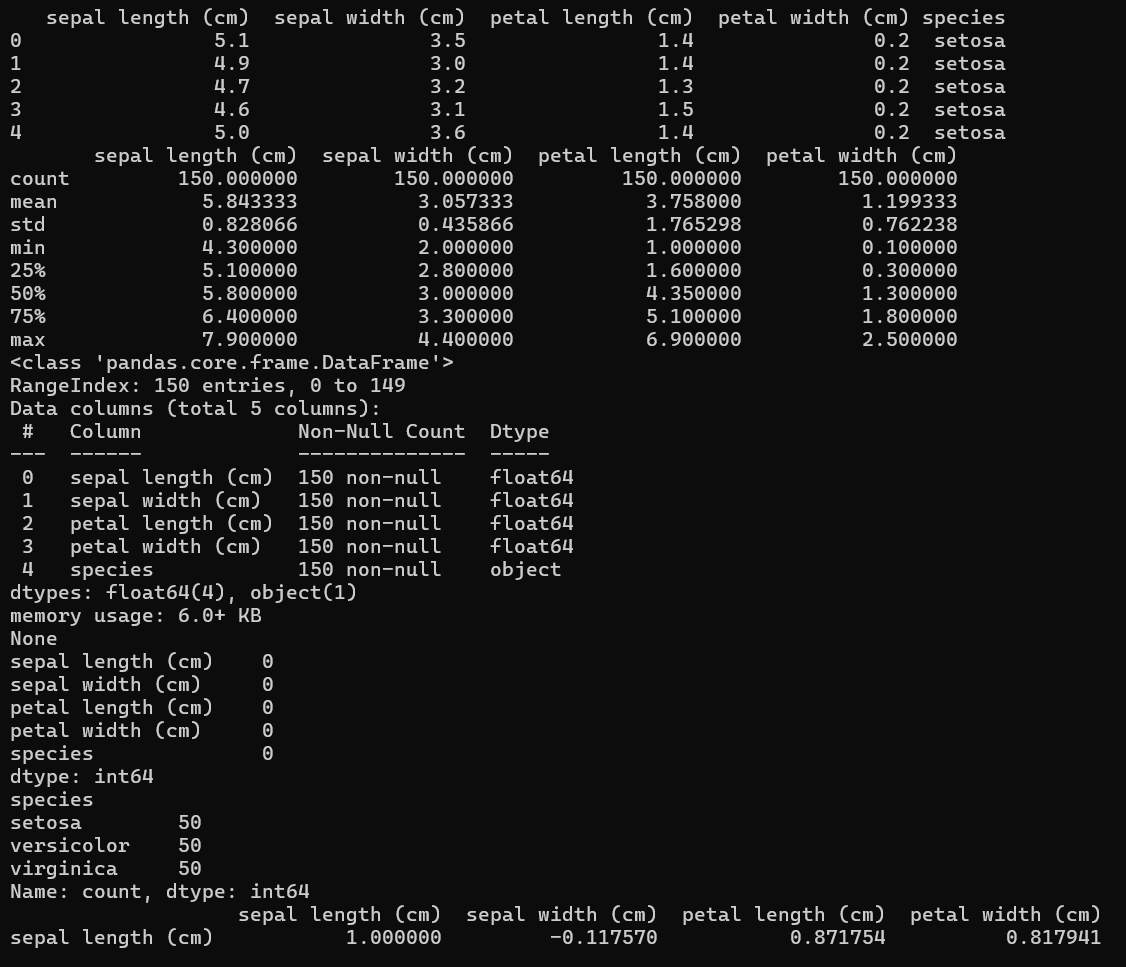 sepal length (cm)  sepal width (cm)  petal length (cm)  petal width (cm) species
0                5.1               3.5                1.4               0.2  setosa
1                4.9               3.0                1.4               0.2  setosa
2                4.7               3.2                1.3               0.2  setosa
3                4.6               3.1                1.5               0.2  setosa
4                5.0               3.6                1.4               0.2  setosa
       sepal length (cm)  sepal width (cm)  petal length (cm)  petal width (cm)
count         150.000000        150.000000         150.000000        150.000000
mean            5.843333          3.057333           3.758000          1.199333
std             0.828066          0.435866           1.765298          0.762238
min             4.300000          2.000000           1.000000          0.100000
25%             5.100000          2.800000           1.600000          0.300000
50%             5.800000          3.000000           4.350000          1.300000
75%             6.400000          3.300000           5.100000          1.800000
max             7.900000          4.400000           6.900000          2.500000
<class 'pandas.core.frame.DataFrame'>
RangeIndex: 150 entries, 0 to 149
Data columns (total 5 columns):
 #   Column             Non-Null Count  Dtype
---  ------             --------------  -----
 0   sepal length (cm)  150 non-null    float64
 1   sepal width (cm)   150 non-null    float64
 2   petal length (cm)  150 non-null    float64
 3   petal width (cm)   150 non-null    float64
 4   species            150 non-null    object
dtypes: float64(4), object(1)
memory usage: 6.0+ KB
None
sepal length (cm)    0
sepal width (cm)     0
petal length (cm)    0
petal width (cm)     0
species              0
dtype: int64
species
setosa        50
versicolor    50
virginica     50
Name: count, dtype: int64
                   sepal length (cm)  sepal width (cm)  petal length (cm)  petal width (cm)
sepal length (cm)           1.000000         -0.117570           0.871754          0.817941